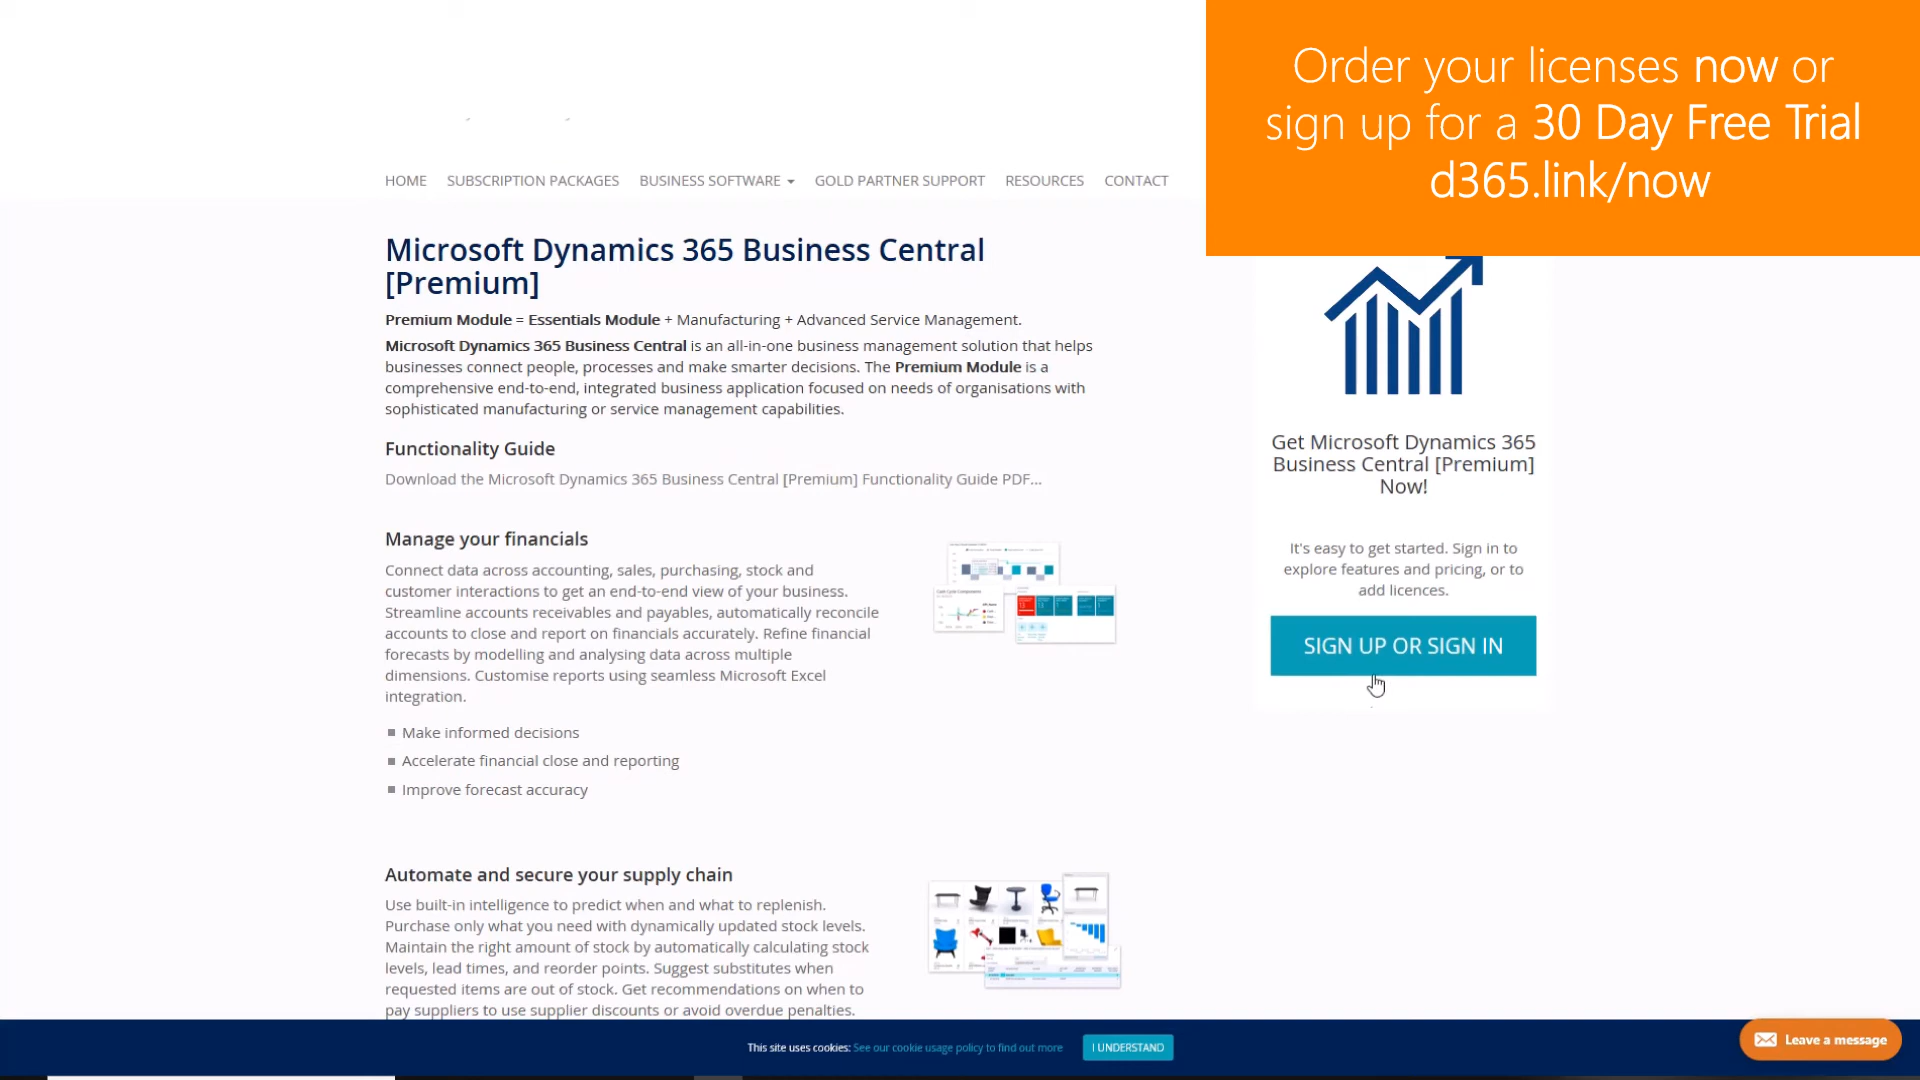 Order your licenses now or
sign up for a 30 Day Free Trial
d365.link/now
HOME SUBSCRIPTION PACKAGES BUSINESS SOFTWARE GOLD PARTNER SUPPORT RESOURCES CONTACT
Microsoft Dynamics 365 Business Central
[Premium]
Premium Module = Essentials Module + Manufacturing + Advanced Service Management.
Microsoft Dynamics 365 Business Central is an all-in-one business management solution that helps
businesses connect people, processes and make smarter decisions. The Premium Module is a
comprehensive end-to-end, integrated business application focused on needs of organisations with
sophisticated manufacturing or service management capabilities.
Functionality Guide
Download the Microsoft Dynamics 365 Business Central [Premium] Functionality Guide PDF...
Manage your financials
Connect data across accounting, sales, purchasing, stock and
customer interactions to get an end-to-end view of your business.
Streamline accounts receivables and payables, automatically reconcile
accounts to close and report on financials accurately. Refine financial
forecasts by modelling and analysing data across multiple
dimensions. Customise reports using seamless Microsoft Excel
integration.
Make informed decisions
Accelerate financial close and reporting
Improve forecast accuracy
Automate and secure your supply chain
Use built-in intelligence to predict when and what to replenish.
Purchase only what you need with dynamically updated stock levels.
Maintain the right amount of stock by automatically calculating stock
levels, lead times, and reorder points. Suggest substitutes when
requested items are out of stock. Get recommendations on when to
pay suppliers to use supplier discounts or avoid overdue penalties.
Get Microsoft Dynamics 365
Business Central [Premium]
Now!
It's easy to get started. Sign in to
explore features and pricing, or to
add licences.
SIGN UP OR SIGN IN
This site uses cookies: See our cookie usage policy to find out more
I UNDERSTAND
Leave a message